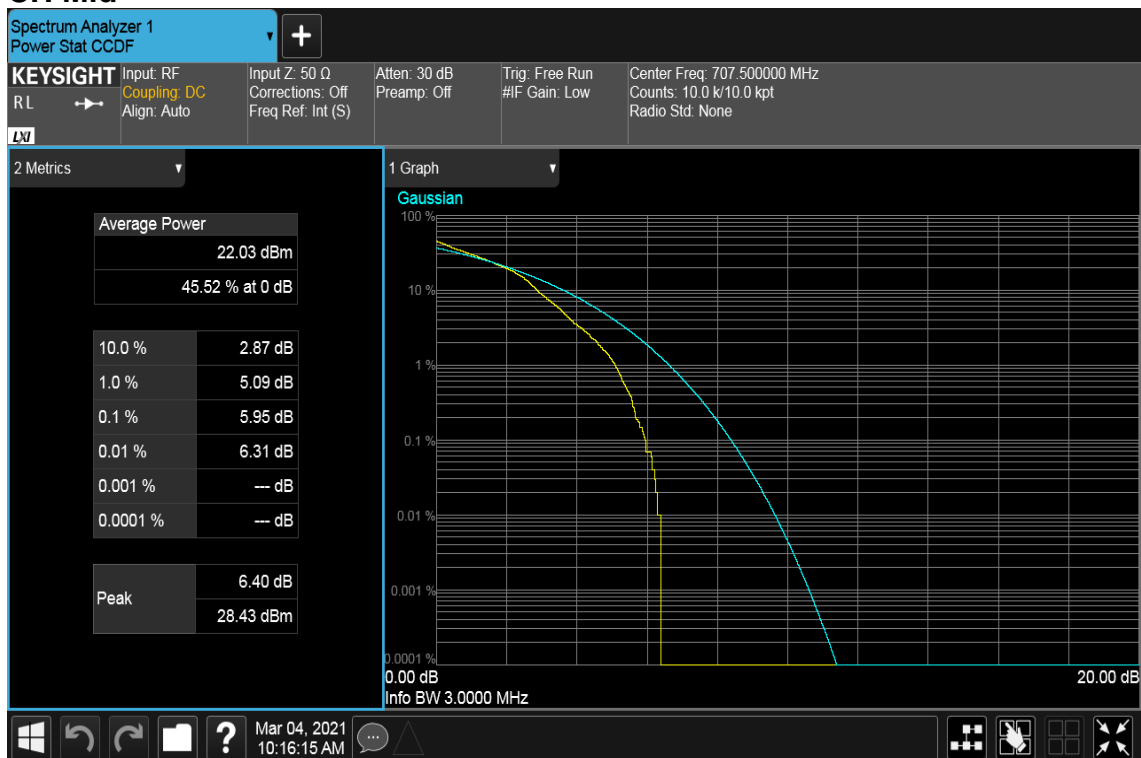 Spectrum Analyzer 1
Power Stat CCDF
KEYSIGHT
RL
LXI
Input: RF
Coupling: DC
Align: Auto
Input Z: 50 Ω
Corrections: Off
Freq Ref: Int (S)
Atten: 30 dB
Preamp: Off
Trig: Free Run
#IF Gain: Low
Center Freq: 707.500000 MHz
Counts: 10.0 k/10.0 kpt
Radio Std: None
2 Metrics
Average Power
22.03 dBm
45.52 % at 0 dB
10.0 % 2.87 dB
1.0 % 5.09 dB
0.1 % 5.95 dB
0.01 % 6.31 dB
0.001 % --- dB
0.0001 % --- dB
Peak
6.40 dB
28.43 dBm
1 Graph
Gaussian
100 %
10 %
1 %
0.1 %
0.01 %
0.001 %
0.0001 %
0.00 dB 20.00 dB
Info BW 3.0000 MHz
?
Mar 04, 2021
10:16:15 AM